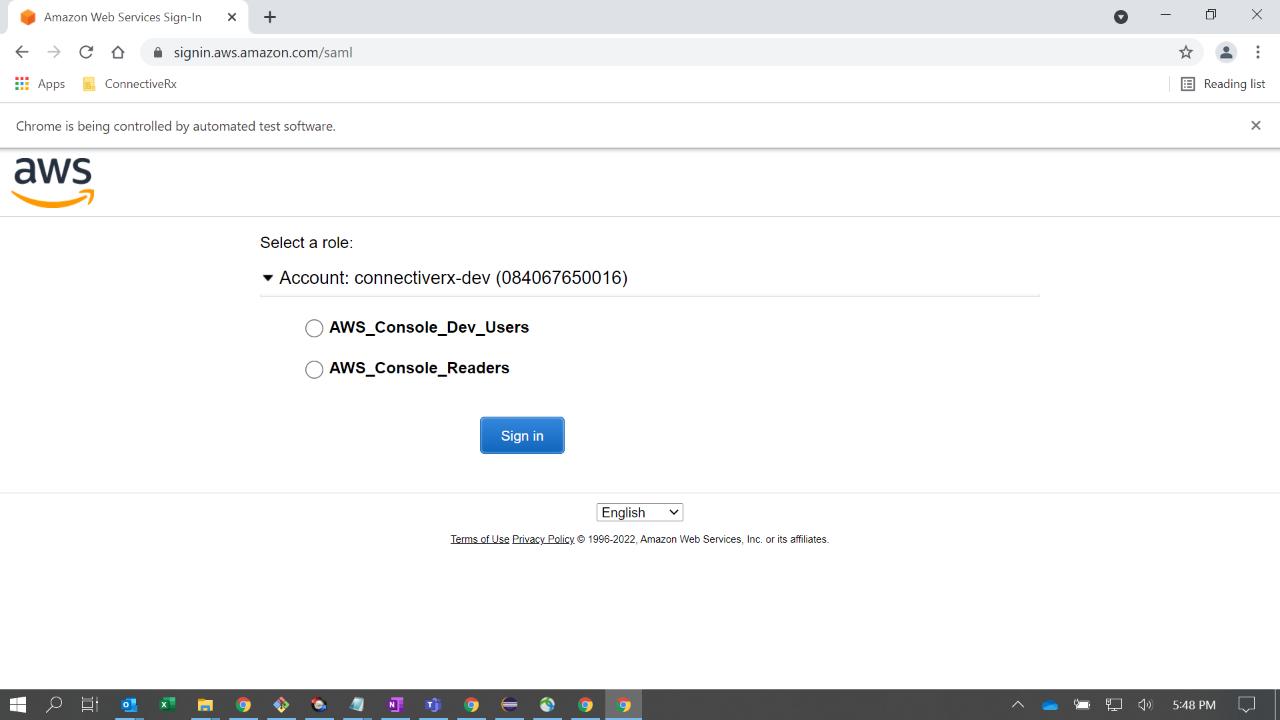 Amazon Web Services Sign-In
signin.aws.amazon.com/saml
Apps
ConnectiveRx
Reading list
Chrome is being controlled by automated test software.
aws
Select a role:
Account: connectiverx-dev (084067650016)
AWS_Console_Dev_Users
AWS_Console_Readers
Sign in
English
Terms of Use Privacy Policy © 1996-2022, Amazon Web Services, Inc. or its affiliates.
5:48 PM